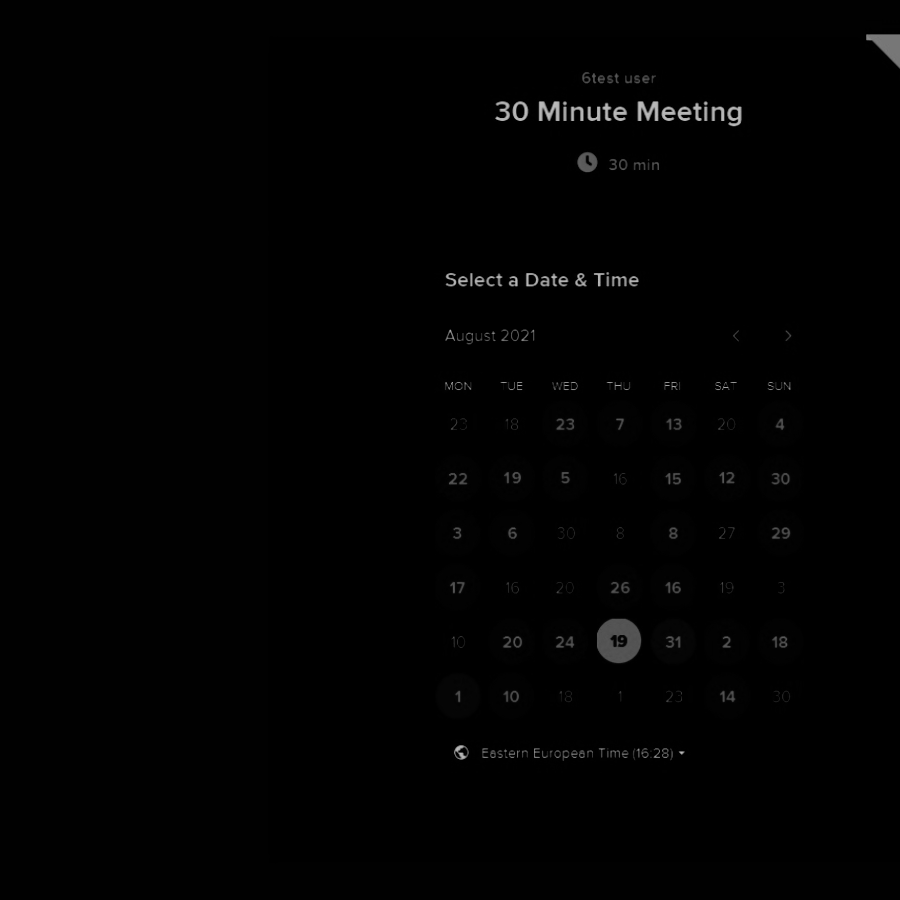 6test user
30 Minute Meeting
30 min
Select a Date & Time
August 2021
MON TUE WED THU FRI SAT SUN
23 18 23 7 13 20 4
22 19 5 16 15 12 30
3 6 30 8 8 27 29
17 16 20 26 16 19 3
10 20 24 19 31 2 18
1 10 18 1 23 14 30
Eastern European Time (16:28)